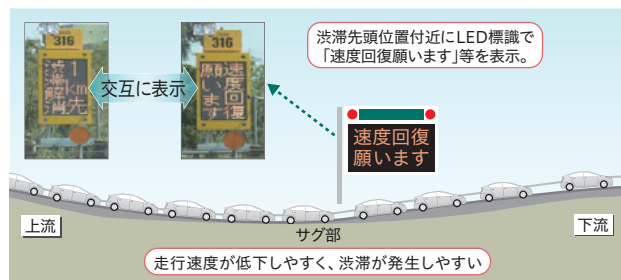 316
1km先
渋滞解消
交互に表示
316
速度回復
願います
渋滞先頭位置付近にLED標識で
「速度回復願います」等を表示。
速度回復
願います
上流
サグ部
下流
走行速度が低下しやすく、渋滞が発生しやすい